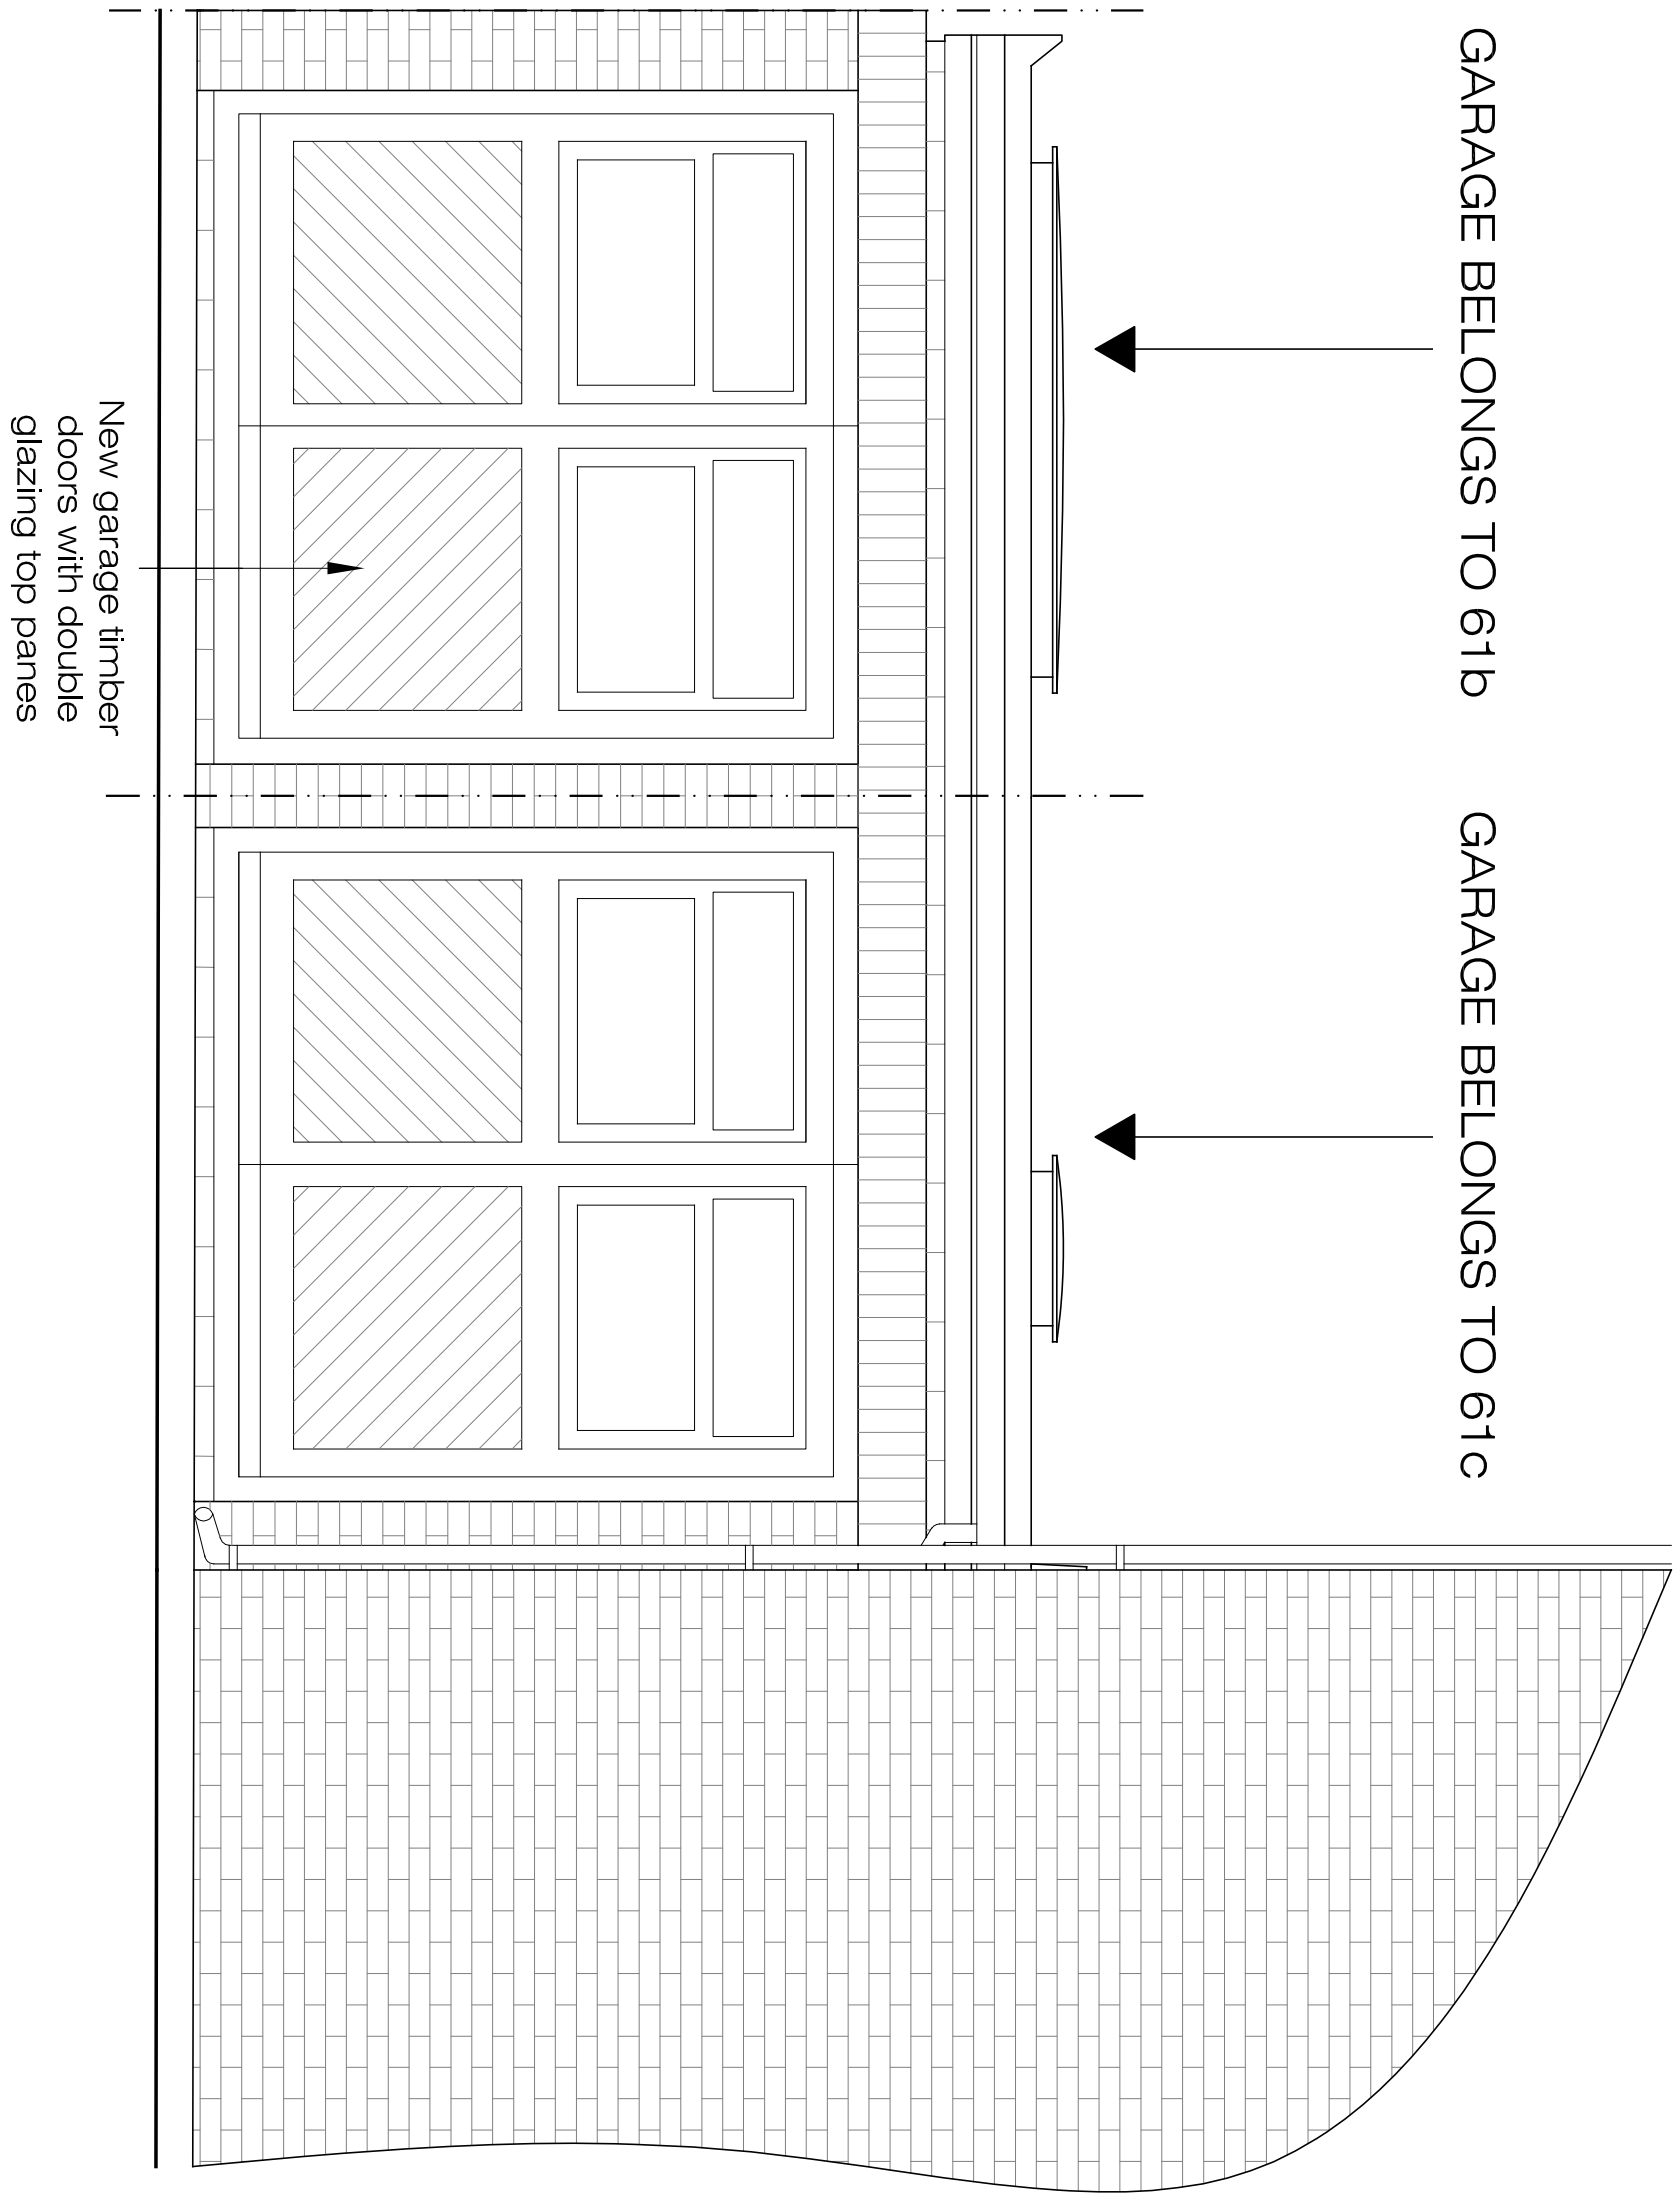 GARAGE BELONGS TO 61b
GARAGE BELONGS TO 61c
New garage timber
doors with double
glazing top panes